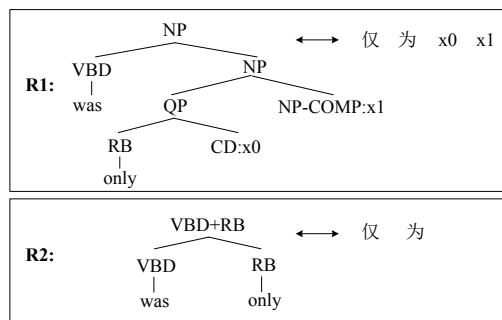 NP ↔ 仅 为 x0 x1
VBD NP
R1: was QP NP-COMP:x1
RB CD:x0
only
VBD+RB ↔ 仅 为
R2: VBD RB
was only